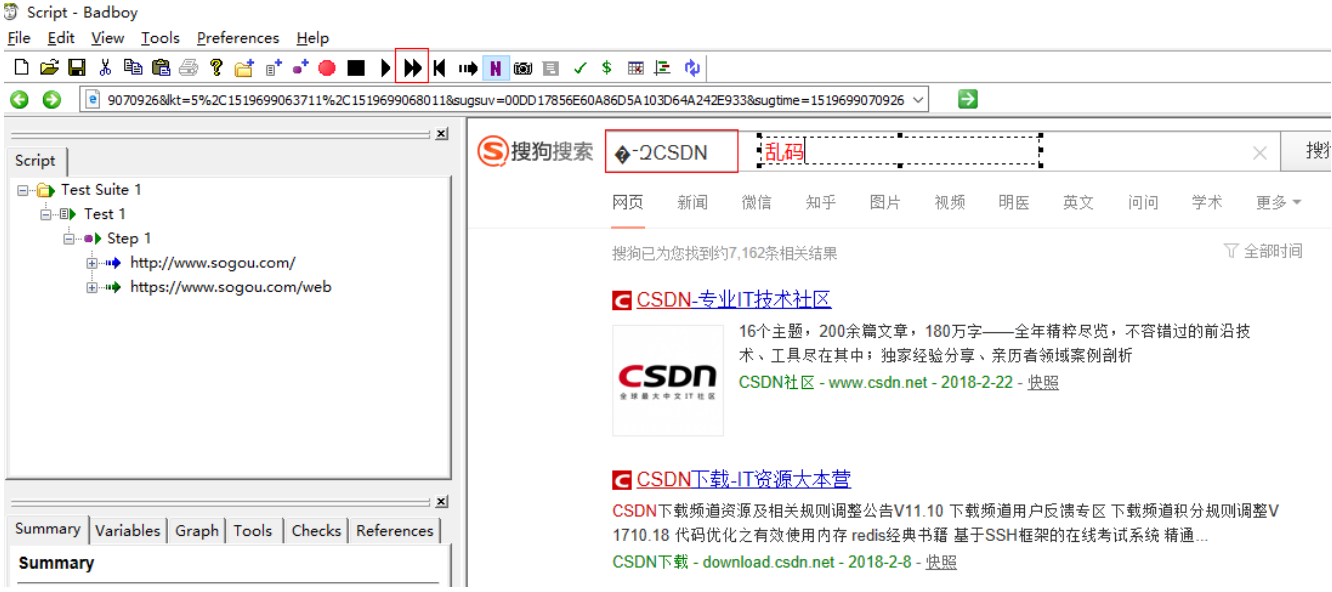 Script - Badboy
File Edit View Tools Preferences Help
9070926&lkt=5%2C1519699063711%2C1519699068011&sugsuv=00DD17856E60A86D5A103D64A242E933&sugtime=1519699070926
Script
Test Suite 1
Test 1
Step 1
http://www.sogou.com/
https://www.sogou.com/web
Summary Variables Graph Tools Checks References
Summary
搜狗搜索 �-ՉCSDN 乱码
网页 新闻 微信 知乎 图片 视频 明医 英文 问问 学术 更多
搜狗已为您找到约7,162条相关结果 全部时间
CSDN-专业IT技术社区
16个主题，200余篇文章，180万字——全年精粹尽览，不容错过的前沿技
术、工具尽在其中；独家经验分享、亲历者领域案例剖析
CSDN社区 - www.csdn.net - 2018-2-22 - 快照
CSDN
全球最大中文IT社区
CSDN下载-IT资源大本营
CSDN下载频道资源及相关规则调整公告V11.10 下载频道用户反馈专区 下载频道积分规则调整V
1710.18 代码优化之有效使用内存 redis经典书籍 基于SSH框架的在线考试系统 精通...
CSDN下载 - download.csdn.net - 2018-2-8 - 快照